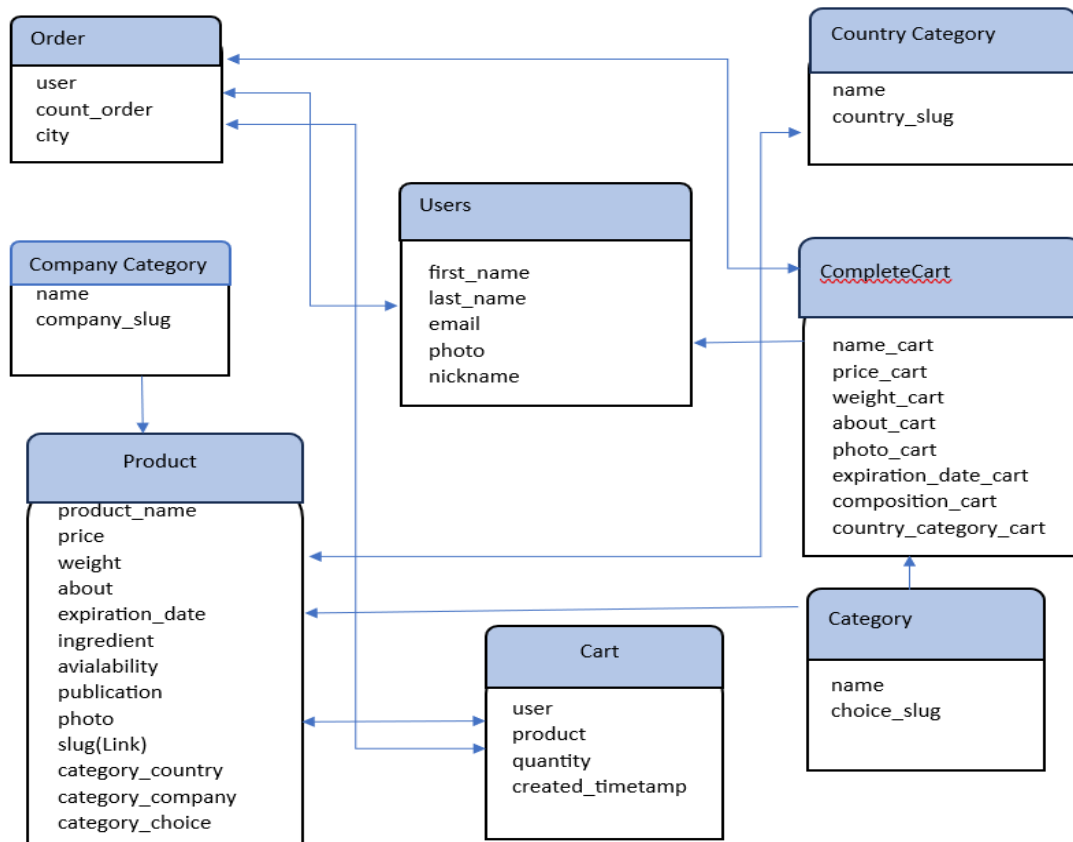 Order
user
count_order
city
Country Category
name
country_slug
Users
first_name
last_name
email
photo
nickname
Company Category
name
company_slug
CompleteCart
name_cart
price_cart
weight_cart
about_cart
photo_cart
expiration_date_cart
composition_cart
country_category_cart
Product
product_name
price
weight
about
expiration_date
ingredient
avialability
publication
photo
slug(Link)
category_country
category_company
category_choice
Cart
user
product
quantity
created_timetamp
Category
name
choice_slug